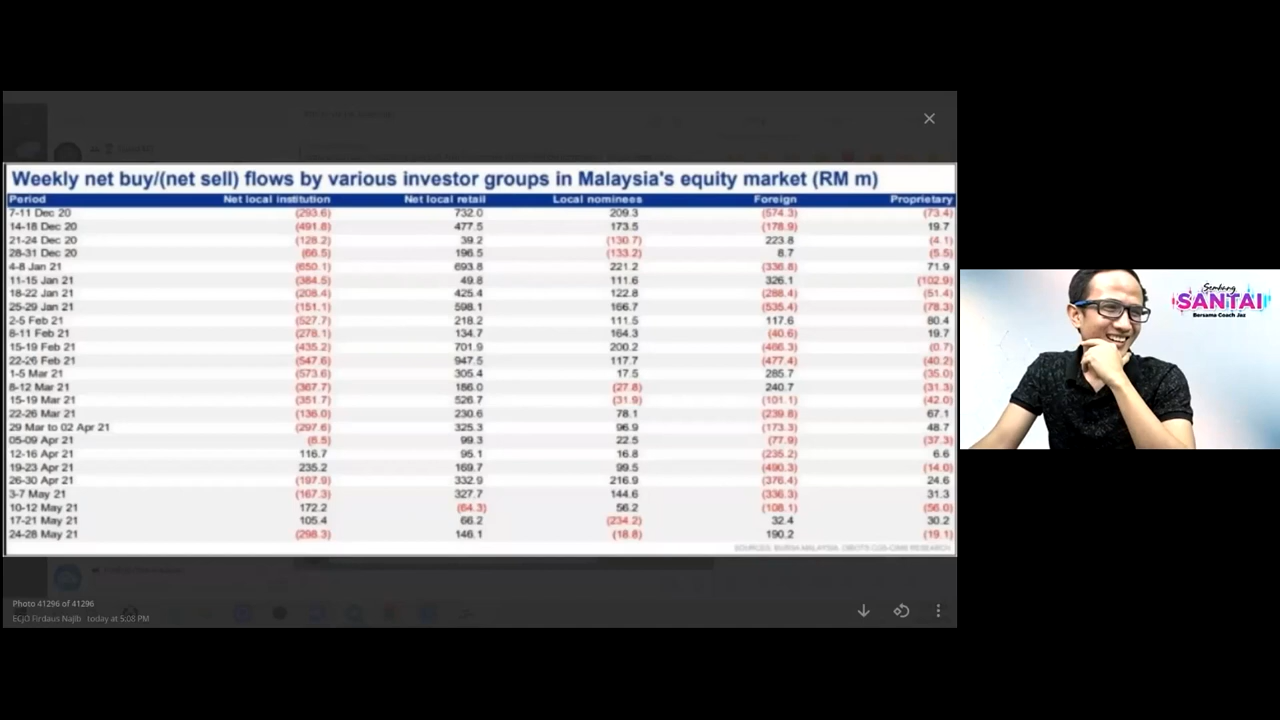 Weekly net buy/(net sell) flows by various investor groups in Malaysia's equity market (RM m)
Period Net local institution Net local retail Local nominees Foreign Proprietary
7-11 Dec 20 (293.6) 732.0 209.3 (574.3) (73.4)
14-18 Dec 20 (491.8) 477.5 173.5 (178.9) 19.7
21-24 Dec 20 (128.2) 39.2 (130.7) 223.8 (4.1)
28-31 Dec 20 (66.5) 196.5 (133.2) 8.7 (5.5)
4-8 Jan 21 (650.1) 693.8 221.2 (336.8) 71.9
11-15 Jan 21 (384.5) 49.8 111.6 326.1 (102.9)
18-22 Jan 21 (208.4) 425.4 122.8 (288.4) (51.4)
25-29 Jan 21 (151.1) 598.1 166.7 (535.4) (78.3)
2-5 Feb 21 (527.7) 218.2 111.5 117.6 80.4
8-11 Feb 21 (278.1) 134.7 164.3 (40.6) 19.7
15-19 Feb 21 (435.2) 701.9 200.2 (466.3) (0.7)
22-26 Feb 21 (547.6) 947.5 117.7 (477.4) (40.2)
1-5 Mar 21 (573.6) 305.4 17.5 285.7 (35.0)
8-12 Mar 21 (367.7) 186.0 (27.8) 240.7 (31.3)
15-19 Mar 21 (351.7) 526.7 (31.9) (101.1) (42.0)
22-26 Mar 21 (136.0) 230.6 78.1 (239.8) 67.1
29 Mar to 02 Apr 21 (297.6) 325.3 96.9 (173.3) 48.7
05-09 Apr 21 (6.5) 99.3 22.5 (77.9) (37.3)
12-16 Apr 21 116.7 95.1 16.8 (235.2) 6.6
19-23 Apr 21 235.2 169.7 99.5 (490.3) (14.0)
26-30 Apr 21 (197.9) 332.9 216.9 (376.4) 24.6
3-7 May 21 (167.3) 327.7 144.6 (336.3) 31.3
10-12 May 21 172.2 (64.3) 56.2 (108.1) (56.0)
17-21 May 21 105.4 66.2 (234.2) 32.4 30.2
24-28 May 21 (298.3) 146.1 (18.8) 190.2 (19.1)
Photo 41296 of 41296
ECJO Firdaus Najib today at 5:08 PM
Sembang
SANTAI
Bersama Coach Jaz